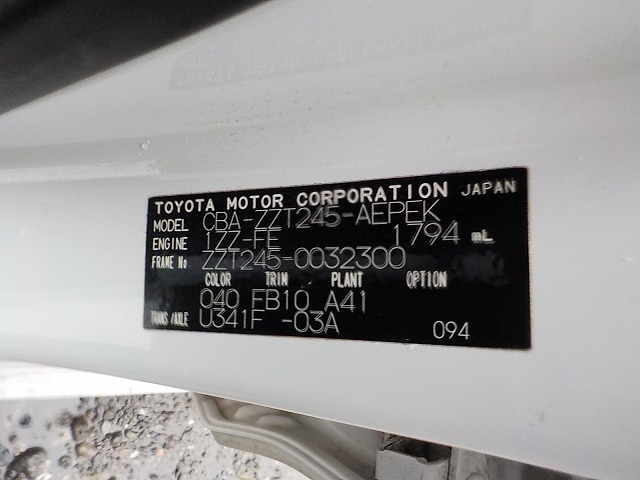 TOYOTA MOTOR CORPORATION JAPAN
MODEL CBA-ZZT245-AEPEK
ENGINE 1ZZ-FE 1794 mL
FRAME No ZZT245-0032300
COLOR TRIM PLANT OPTION
040 FB10 A41
TRANS/AXLE U341F -03A 094